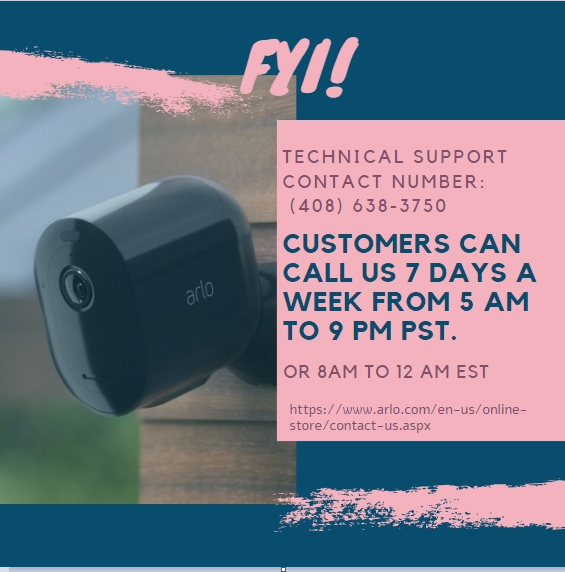 FYI!
arlo
TECHNICAL SUPPORT
CONTACT NUMBER:
(408) 638-3750
CUSTOMERS CAN
CALL US 7 DAYS A
WEEK FROM 5 AM
TO 9 PM PST.
OR 8AM TO 12 AM EST
https://www.arlo.com/en-us/online-
store/contact-us.aspx